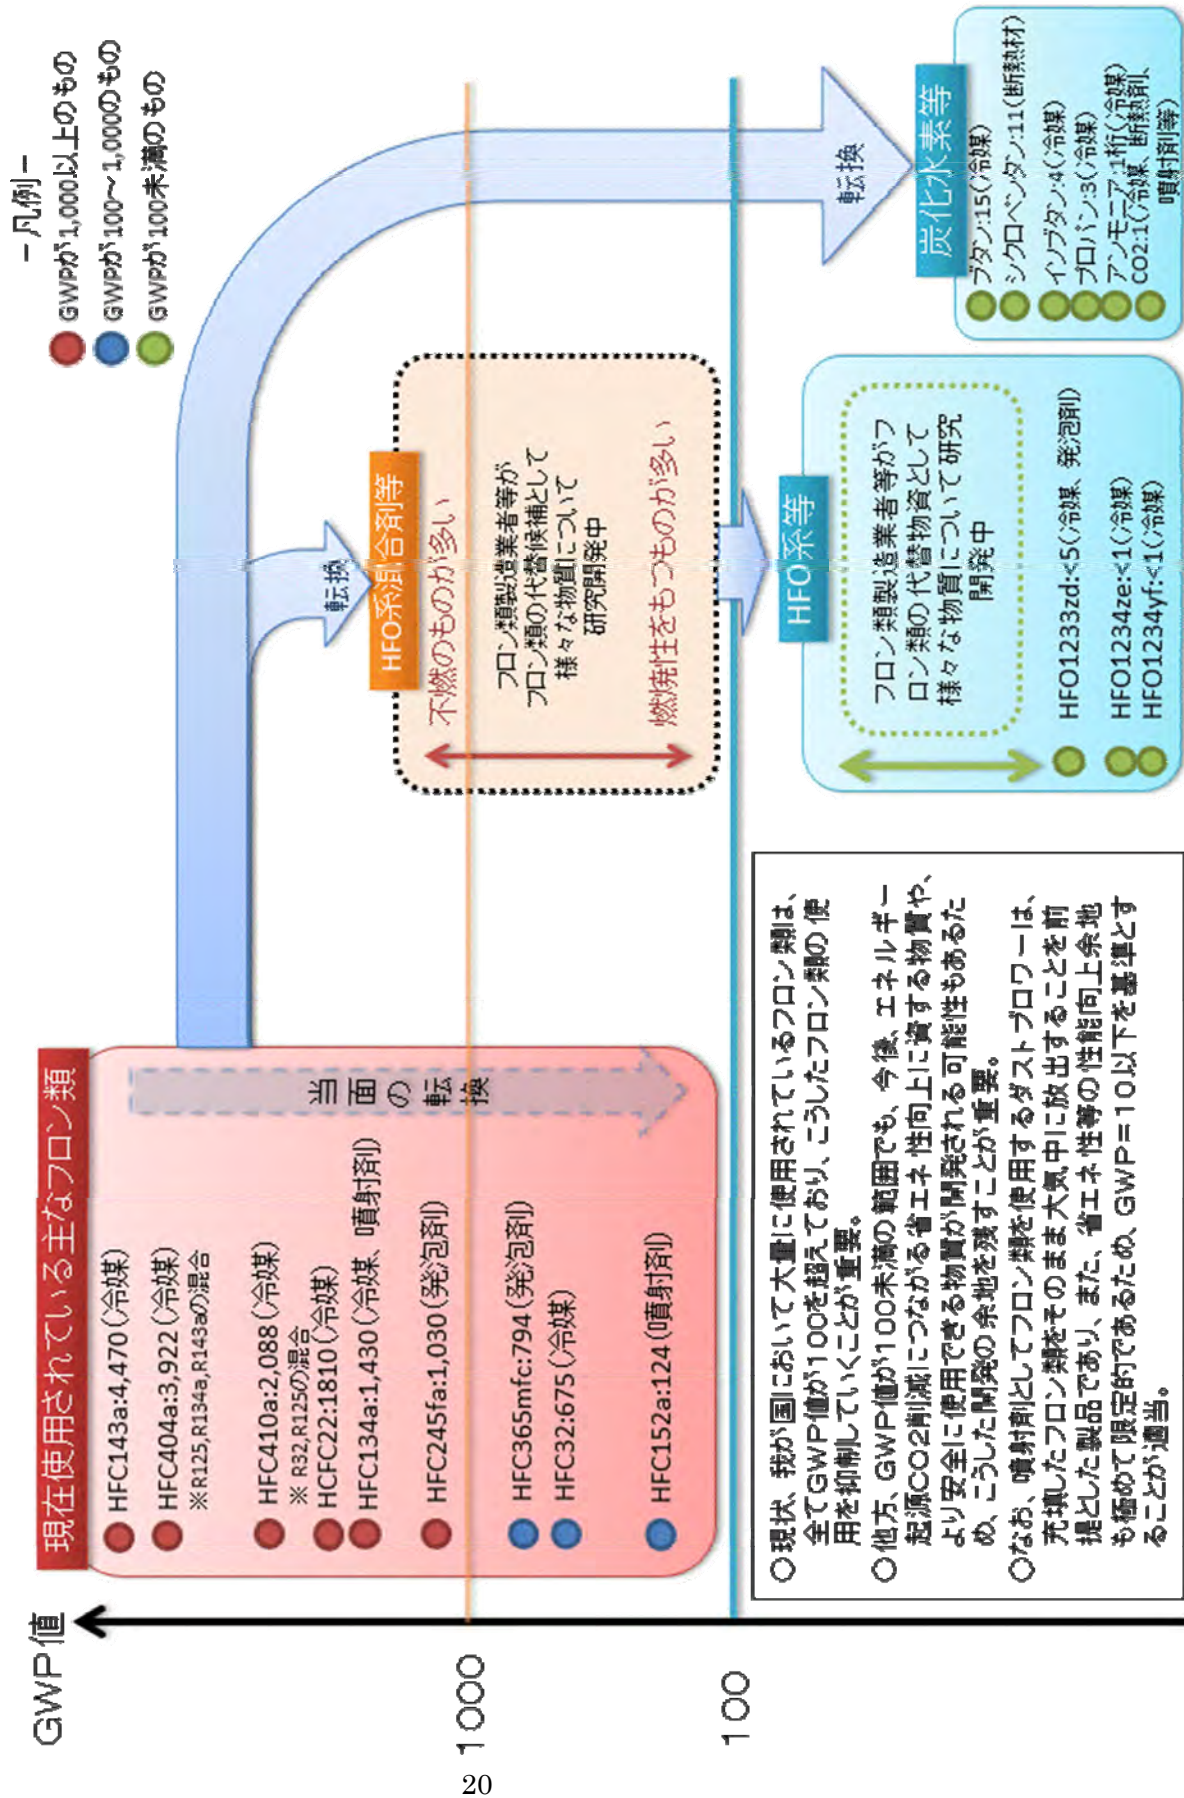 GWP値
1000
100
現在使用されている主なフロン類
HFC143a:4,470(冷媒)
HFC404a:3,922(冷媒)
※R125,R134a,R143aの混合
HFC410a:2,088(冷媒)
※ R32,R125の混合
HCFC22:1810(冷媒)
HFC134a:1,430(冷媒、噴射剤)
HFC245fa:1,030(発泡剤)
HFC365mfc:794(発泡剤)
HFC32:675(冷媒)
HFC152a:124(噴射剤)
当面の転換
転換
HFO系混合剤等
不燃のものが多い
フロン類製造業者等が
フロン類の代替候補として
様々な物質について
研究開発中
燃焼性をもつものが多い
HFO系等
フロン類製造業者等がフ
ロン類の代替物資として
様々な物質について研究
開発中
HFO1233zd:<5(冷媒、発泡剤)
HFO1234ze:<1(冷媒)
HFO1234yf:<1(冷媒)
-凡例-
GWPが1,000以上のもの
GWPが100~1,000のもの
GWPが100未満のもの
転換
炭化水素等
ブタン:15(冷媒)
シクロペンタン:11(断熱材)
イソブタン:4(冷媒)
プロパン:3(冷媒)
アンモニア:1桁(冷媒)
CO2:1(冷媒、断熱剤、
噴射剤等)
○現状、我が国において大量に使用されているフロン類は、
全てGWP値が100を超えており、こうしたフロン類の使
用を抑制していくことが重要。
○他方、GWP値が100未満の範囲でも、今後、エネルギー
起源CO2削減につながる省エネ性向上に資する物質や、
より安全に使用できる物質が開発される可能性もあるた
め、こうした開発の余地を残すことが重要。
○なお、噴射剤としてフロン類を使用するダストブロワーは、
充填したフロン類をそのまま大気中に放出することを前
提とした製品であり、また、省エネ性等の性能向上余地
も極めて限定的であるため、GWP=10以下を基準とす
ることが適当。
20